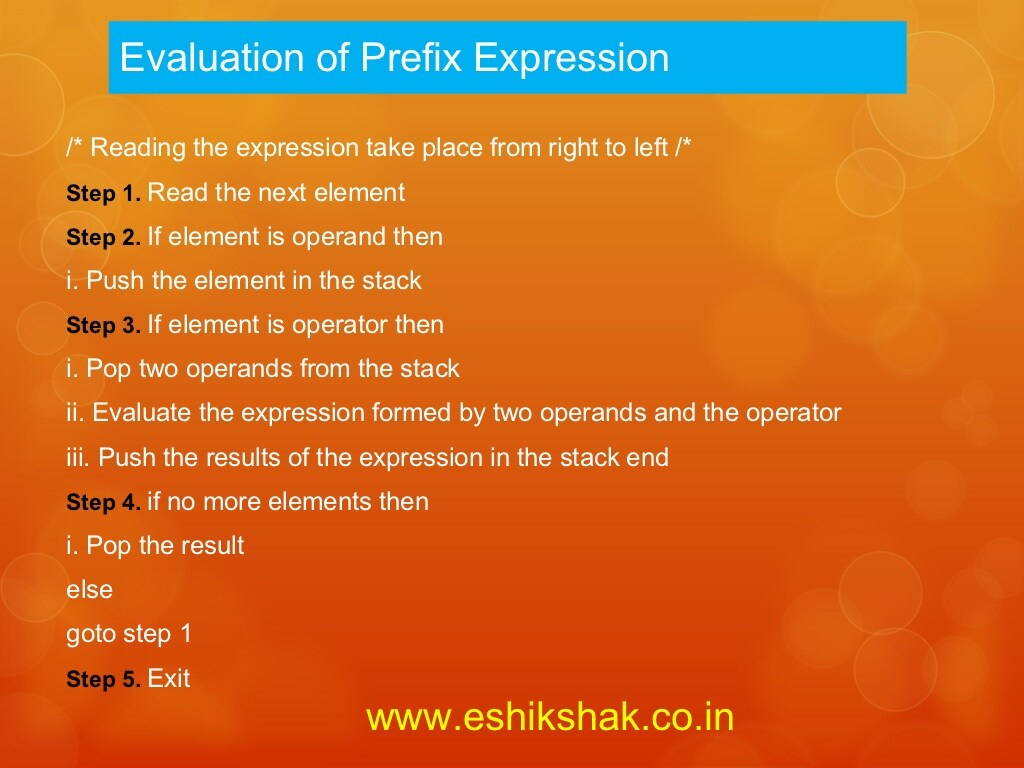 Evaluation of Prefix Expression
/* Reading the expression take place from right to left /*
Step 1. Read the next element
Step 2. If element is operand then
i. Push the element in the stack
Step 3. If element is operator then
i. Pop two operands from the stack
ii. Evaluate the expression formed by two operands and the operator
iii. Push the results of the expression in the stack end
Step 4. if no more elements then
i. Pop the result
else
goto step 1
Step 5. Exit
www.eshikshak.co.in